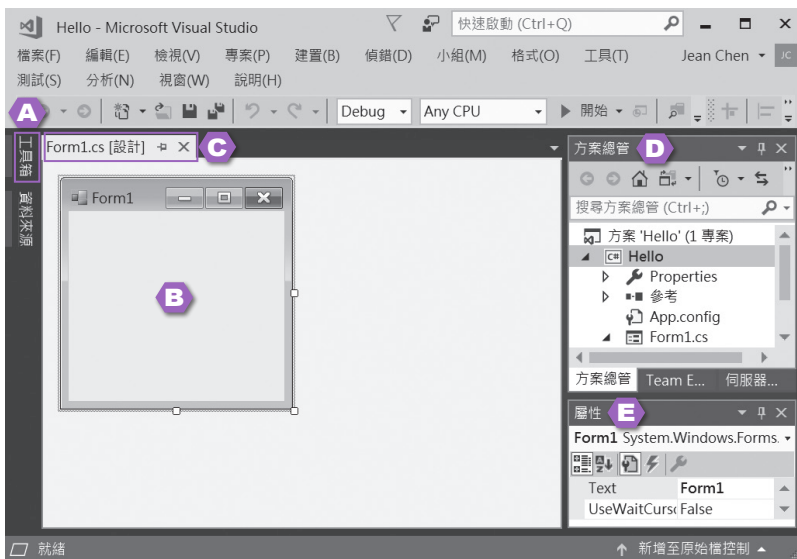 Hello - Microsoft Visual Studio
快速啟動 (Ctrl+Q)
檔案(F) 編輯(E) 檢視(V) 專案(P) 建置(B) 偵錯(D) 小組(M) 格式(O) 工具(T) Jean Chen JC
測試(S) 分析(N) 視窗(W) 說明(H)
A
Debug Any CPU 開始
工具箱
資料來源
Form1.cs [設計]
C
Form1
B
方案總管 D
搜尋方案總管 (Ctrl+;)
方案 'Hello' (1 專案)
C# Hello
Properties
參考
App.config
Form1.cs
方案總管 Team E... 伺服器...
屬性 E
Form1 System.Windows.Forms.
Text Form1
UseWaitCurso False
就緒
新增至原始檔控制